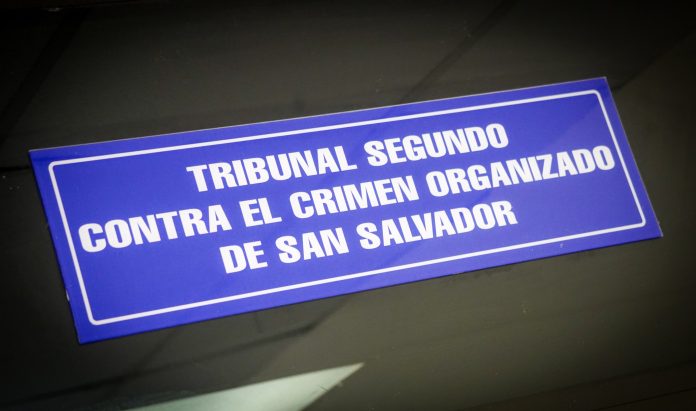 TRIBUNAL SEGUNDO
CONTRA EL CRIMEN ORGANIZADO
DE SAN SALVADOR